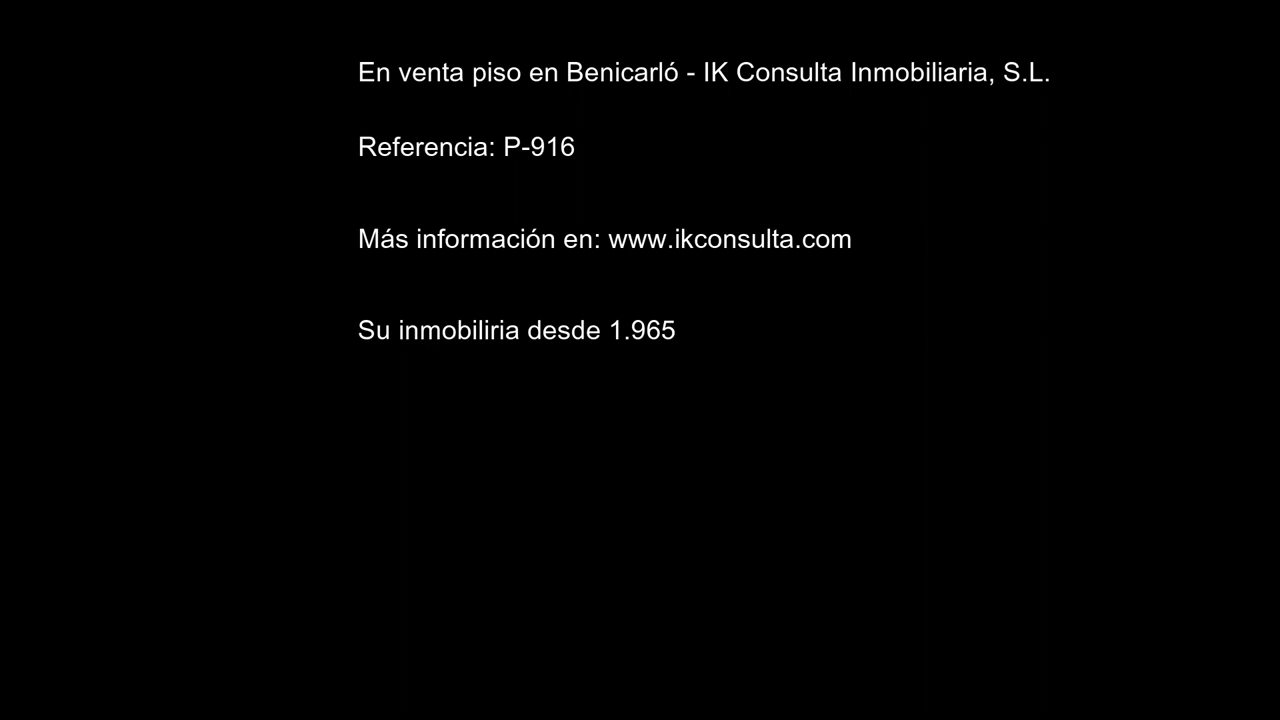 En venta piso en Benicarló - IK Consulta Inmobiliaria, S.L.
Referencia: P-916
Más información en: www.ikconsulta.com
Su inmobiliria desde 1.965